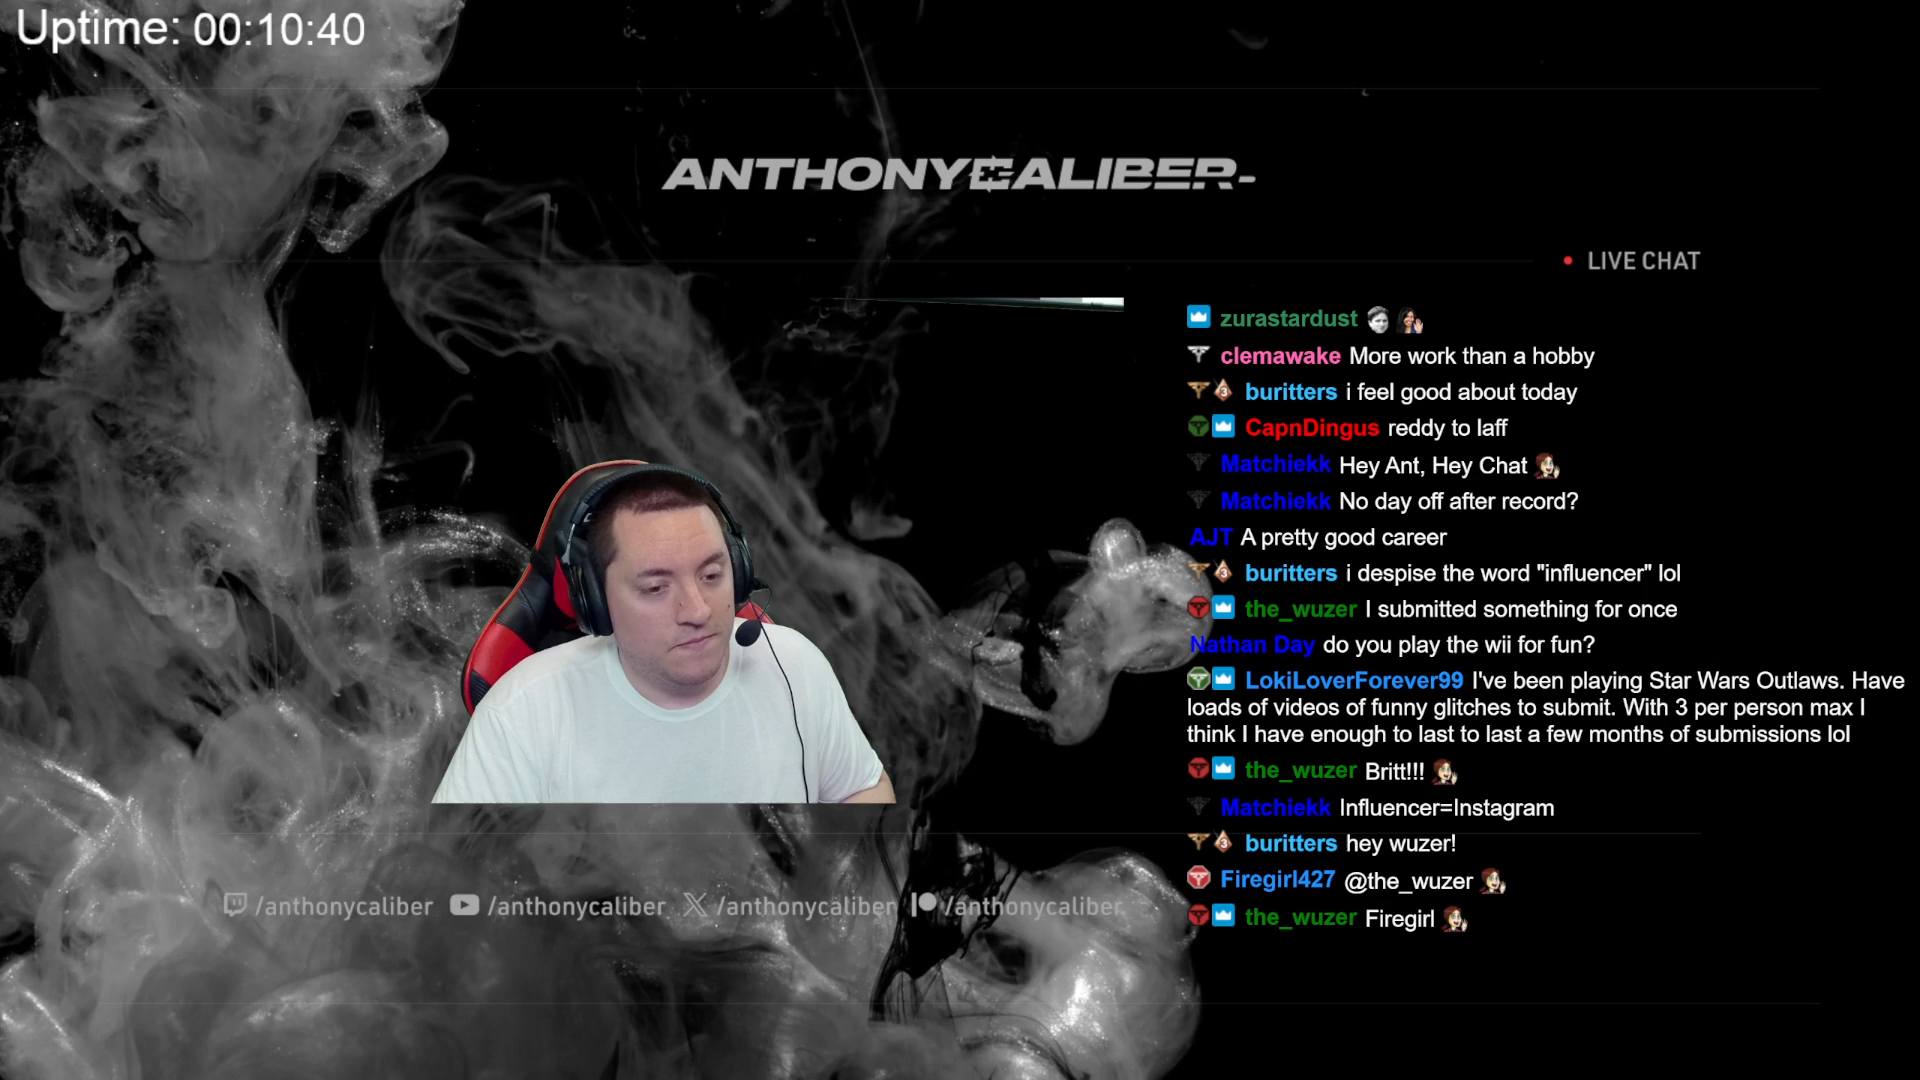 Uptime: 00:10:40
ANTHONYCALIBER-
LIVE CHAT
zurastardust
clemawake More work than a hobby
buritters i feel good about today
CapnDingus reddy to laff
Matchiekk Hey Ant, Hey Chat
Matchiekk No day off after record?
AJT A pretty good career
buritters i despise the word "influencer" lol
the_wuzer I submitted something for once
Nathan Day do you play the wii for fun?
LokiLoverForever99 I've been playing Star Wars Outlaws. Have
loads of videos of funny glitches to submit. With 3 per person max I
think I have enough to last to last a few months of submissions lol
the_wuzer Britt!!!
Matchiekk Influencer=Instagram
buritters hey wuzer!
Firegirl427 @the_wuzer
the_wuzer Firegirl
/anthonycaliber /anthonycaliber /anthonycaliber /anthonycaliber